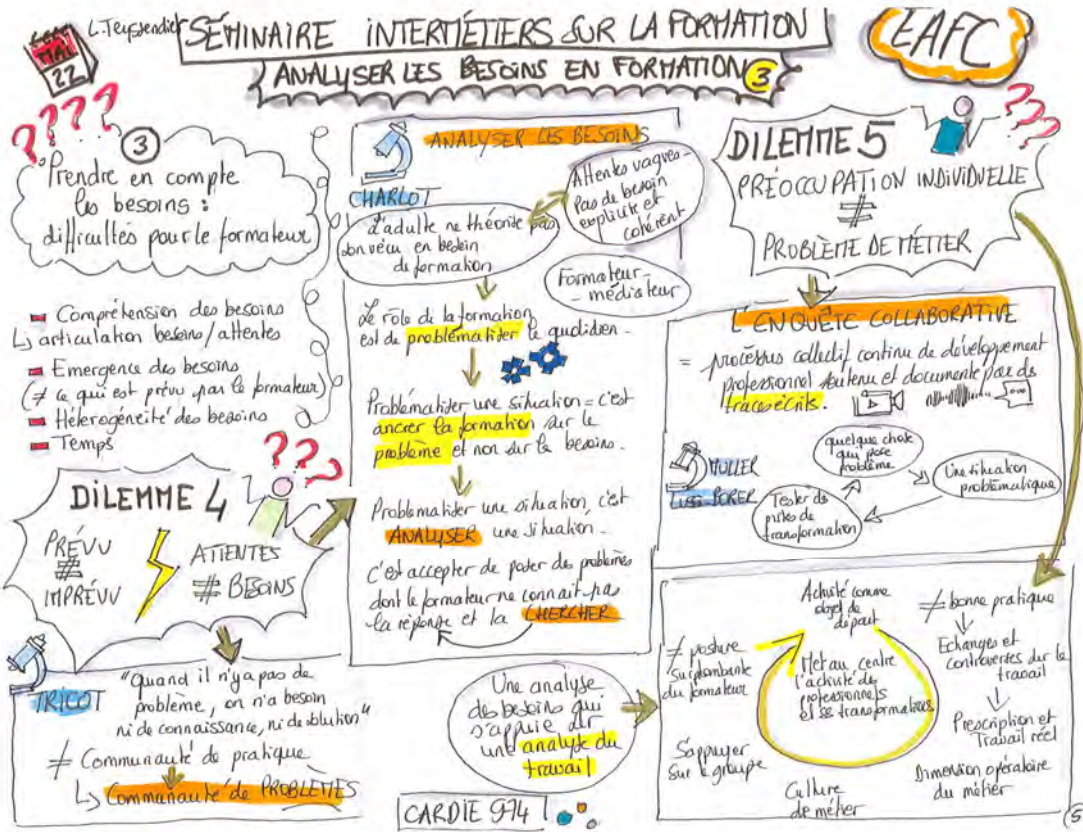 MAI
22
L. Teyssendier
SÉMINAIRE INTERMÉTIERS SUR LA FORMATION
ANALYSER LES BESOINS EN FORMATION 3
EAFC
? ? ? ?
3
Prendre en compte
les besoins :
difficultés pour le formateur
Compréhension des besoins
↳ articulation besoins/attentes
Emergence des besoins
(≠ ce qui est prévu par le formateur)
Hétérogénéité des besoins
Temps
???
DILEMME 4
PRÉVU
≠
IMPRÉVU
ATTENTES
≠ BESOINS
TRICOT
"Quand il n'y a pas de
problème, on n'a besoin
ni de connaissance, ni de solution"
≠ Communauté de pratique
↳ Communauté de PROBLÈMES
ANALYSER LES BESOINS
CHARLOT
Attentes vagues -
Pas de besoin
explicite et
cohérent
L'adulte ne théorise pas
son vécu en besoin
de formation
Formateur -
- médiateur
Le rôle de la formation
est de problématiser le quotidien -
Problématiser une situation = c'est
ancrer la formation sur le
problème et non sur le besoins.
Problématiser une situation, c'est
ANALYSER une situation -
c'est accepter de poser des problèmes
dont le formateur ne connait pas
la réponse et la CHERCHER
Une analyse
des besoins qui
s'appuie sur
une analyse du
travail
CARDIE 974
DILEMME 5
???
PRÉOCCUPATION INDIVIDUELLE
≠
PROBLÈME DE MÉTIER
L'ENQUÊTE COLLABORATIVE
= processus collectif continu de développement
professionnel soutenu et documente par des
traces écrits.
MULLER
LUSSI-BORER
quelque chose
qui pose
problème
Une situation
problématique
Tester des
pistes de
transformation
Activité comme
objet de
départ
≠ bonne pratique
Echanges et
controverses sur le
travail
Prescription et
Travail réel
Dimension opératoire
du métier
Culture
de métier
S'appuyer
sur le groupe
≠ posture
surplombante
du formateur
Met au centre
l'activité de
professionnels
et ses transformations
5